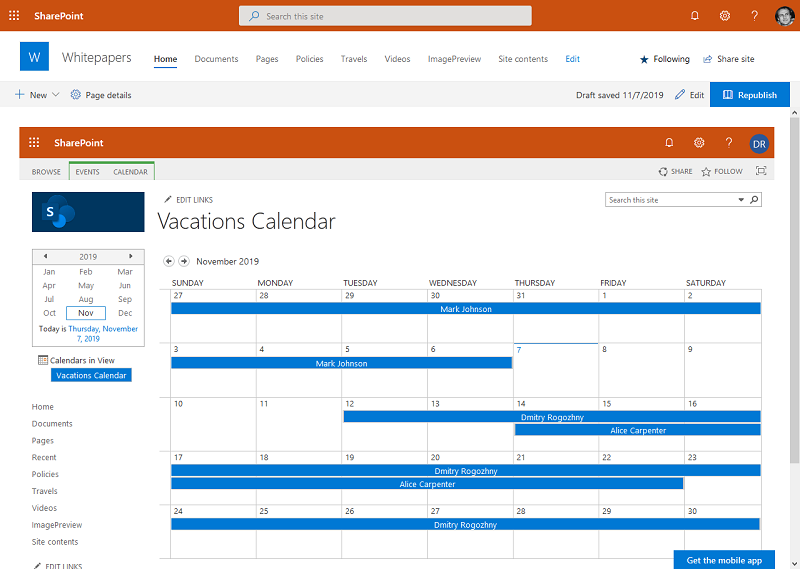 SharePoint Search this site ?
W Whitepapers Home Documents Pages Policies Travels Videos ImagePreview Site contents Edit Following Share site
+ New Page details Draft saved 11/7/2019 Edit Republish
SharePoint ? DR
BROWSE EVENTS CALENDAR SHARE FOLLOW
S EDIT LINKS Search this site
Vacations Calendar
2019 November 2019
Jan Feb Mar
Apr May Jun
Jul Aug Sep
Oct Nov Dec
Today is Thursday, November
7, 2019
Calendars in View
Vacations Calendar
Home
Documents
Pages
Recent
Policies
Travels
Videos
ImagePreview
Site contents
EDIT LINKS
SUNDAY MONDAY TUESDAY WEDNESDAY THURSDAY FRIDAY SATURDAY
27 28 29 30 31 1 2
Mark Johnson
3 4 5 6 7 8 9
Mark Johnson
10 11 12 13 14 15 16
Dmitry Rogozhny
Alice Carpenter
17 18 19 20 21 22 23
Dmitry Rogozhny
Alice Carpenter
24 25 26 27 28 29 30
Dmitry Rogozhny
Get the mobile app